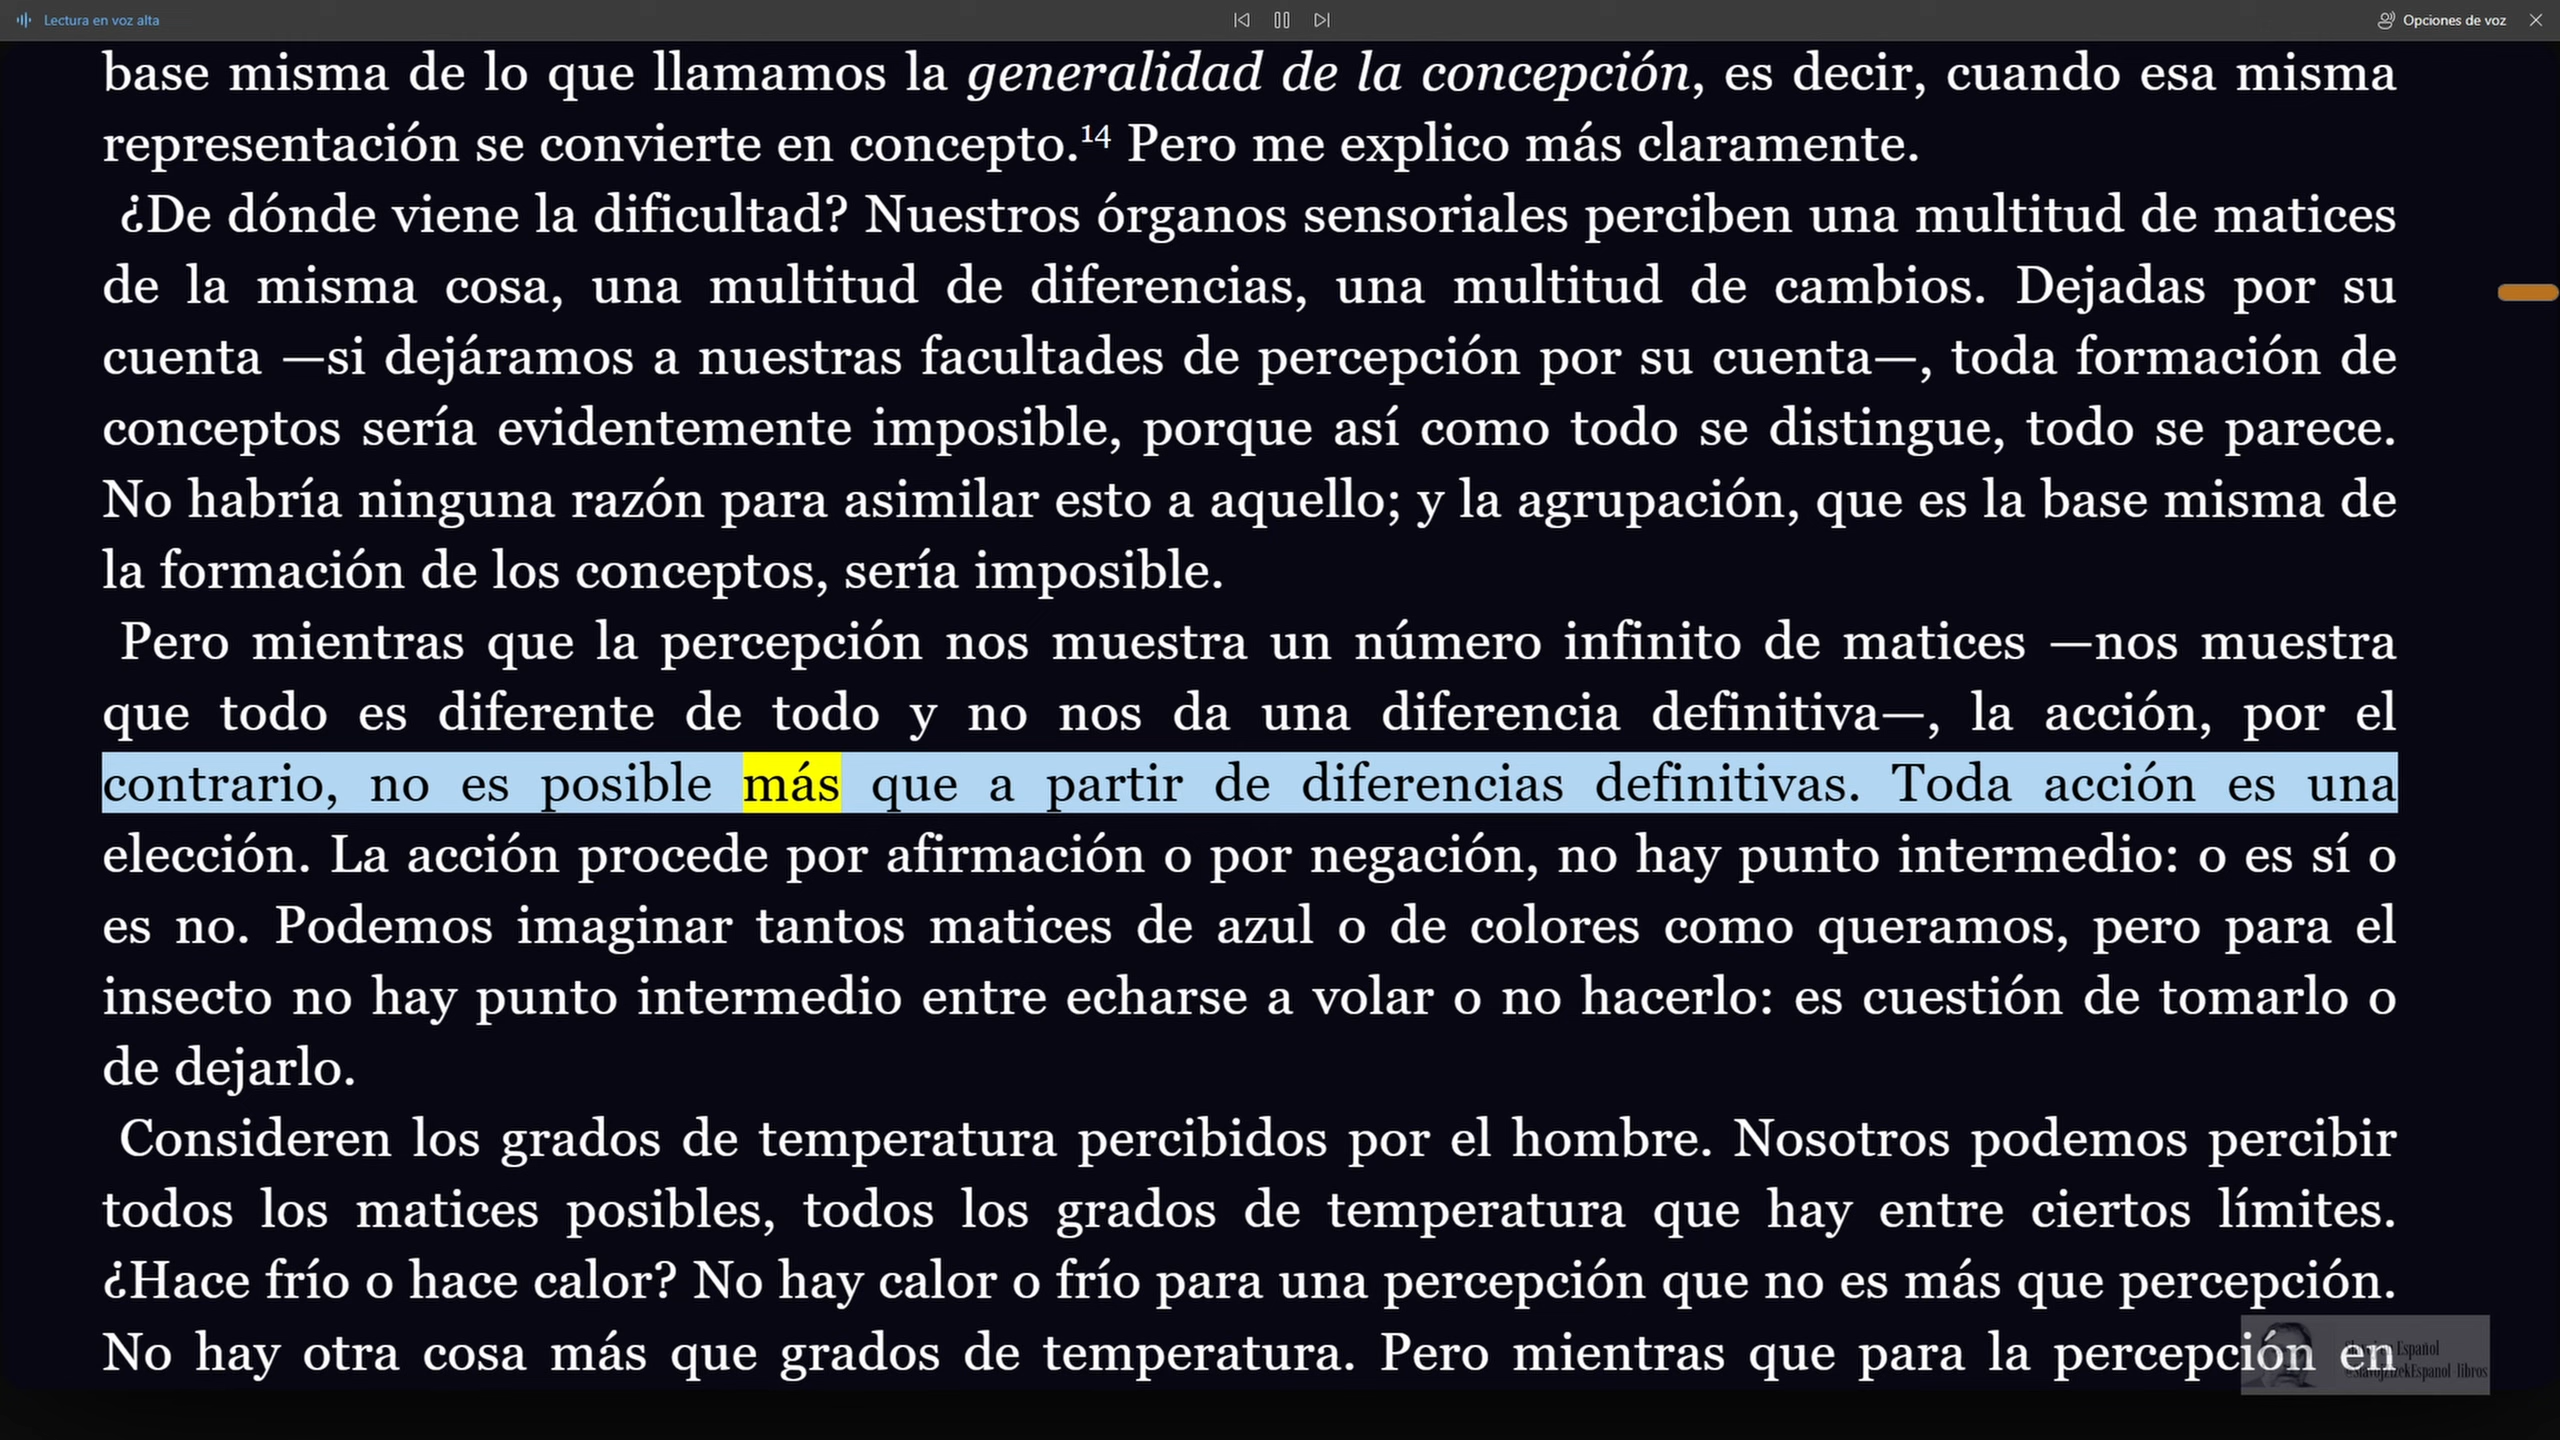 Lectura en voz alta
Opciones de voz
base misma de lo que llamamos la generalidad de la concepción, es decir, cuando esa misma
representación se convierte en concepto.14 Pero me explico más claramente.
¿De dónde viene la dificultad? Nuestros órganos sensoriales perciben una multitud de matices
de la misma cosa, una multitud de diferencias, una multitud de cambios. Dejadas por su
cuenta —si dejáramos a nuestras facultades de percepción por su cuenta—, toda formación de
conceptos sería evidentemente imposible, porque así como todo se distingue, todo se parece.
No habría ninguna razón para asimilar esto a aquello; y la agrupación, que es la base misma de
la formación de los conceptos, sería imposible.
Pero mientras que la percepción nos muestra un número infinito de matices —nos muestra
que todo es diferente de todo y no nos da una diferencia definitiva—, la acción, por el
contrario, no es posible más que a partir de diferencias definitivas. Toda acción es una
elección. La acción procede por afirmación o por negación, no hay punto intermedio: o es sí o
es no. Podemos imaginar tantos matices de azul o de colores como queramos, pero para el
insecto no hay punto intermedio entre echarse a volar o no hacerlo: es cuestión de tomarlo o
de dejarlo.
Consideren los grados de temperatura percibidos por el hombre. Nosotros podemos percibir
todos los matices posibles, todos los grados de temperatura que hay entre ciertos límites.
¿Hace frío o hace calor? No hay calor o frío para una percepción que no es más que percepción.
No hay otra cosa más que grados de temperatura. Pero mientras que para la percepción en
Español